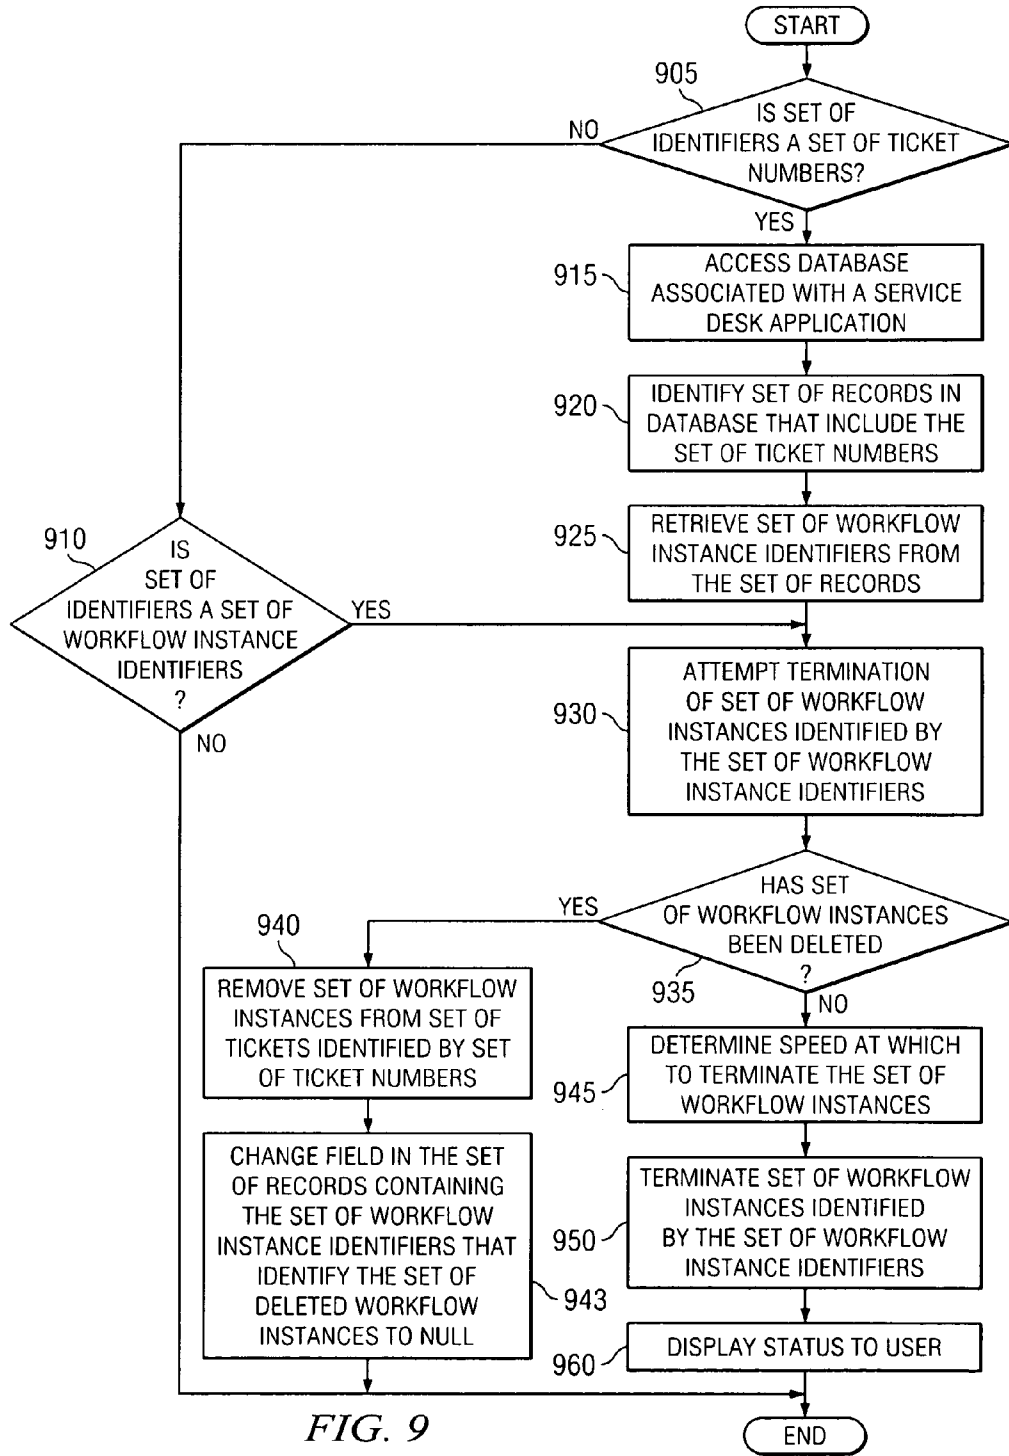 START
905
IS SET OF
IDENTIFIERS A SET OF TICKET
NUMBERS?
NO
YES
915
ACCESS DATABASE
ASSOCIATED WITH A SERVICE
DESK APPLICATION
920
IDENTIFY SET OF RECORDS IN
DATABASE THAT INCLUDE THE
SET OF TICKET NUMBERS
925
RETRIEVE SET OF WORKFLOW
INSTANCE IDENTIFIERS FROM
THE SET OF RECORDS
910
IS
SET OF
IDENTIFIERS A SET OF
WORKFLOW INSTANCE
IDENTIFIERS
?
YES
NO
930
ATTEMPT TERMINATION
OF SET OF WORKFLOW
INSTANCES IDENTIFIED BY
THE SET OF WORKFLOW
INSTANCE IDENTIFIERS
HAS SET
OF WORKFLOW INSTANCES
BEEN DELETED
?
935
YES
NO
940
REMOVE SET OF WORKFLOW
INSTANCES FROM SET OF
TICKETS IDENTIFIED BY SET
OF TICKET NUMBERS
CHANGE FIELD IN THE SET
OF RECORDS CONTAINING
THE SET OF WORKFLOW
INSTANCE IDENTIFIERS THAT
IDENTIFY THE SET OF
DELETED WORKFLOW
INSTANCES TO NULL
943
945
DETERMINE SPEED AT WHICH
TO TERMINATE THE SET OF
WORKFLOW INSTANCES
950
TERMINATE SET OF WORKFLOW
INSTANCES IDENTIFIED
BY THE SET OF WORKFLOW
INSTANCE IDENTIFIERS
960
DISPLAY STATUS TO USER
END
FIG. 9